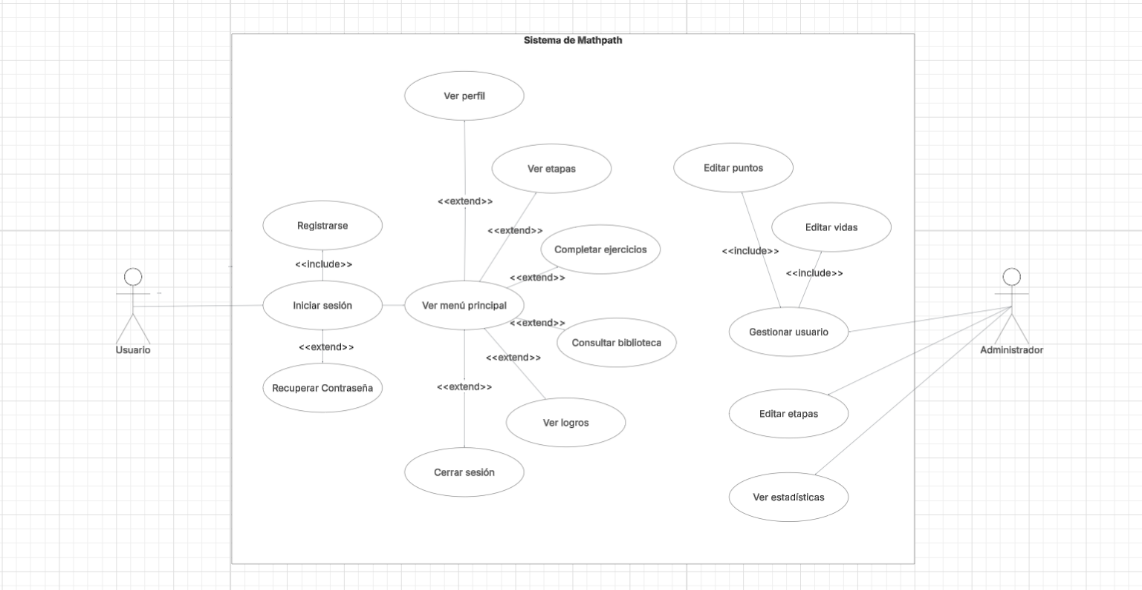 Sistema de Mathpath
Ver perfil
Ver etapas
Editar puntos
<<extend>>
Registrarse
Editar vidas
<<extend>>
Completar ejercicios
<<include>>
<<include>>
<<include>>
<<extend>>
Iniciar sesión
Ver menú principal
<<extend>>
Gestionar usuario
Consultar biblioteca
Usuario
Administrador
<<extend>>
<<extend>>
Recuperar Contraseña
<<extend>>
Editar etapas
Ver logros
Cerrar sesión
Ver estadísticas